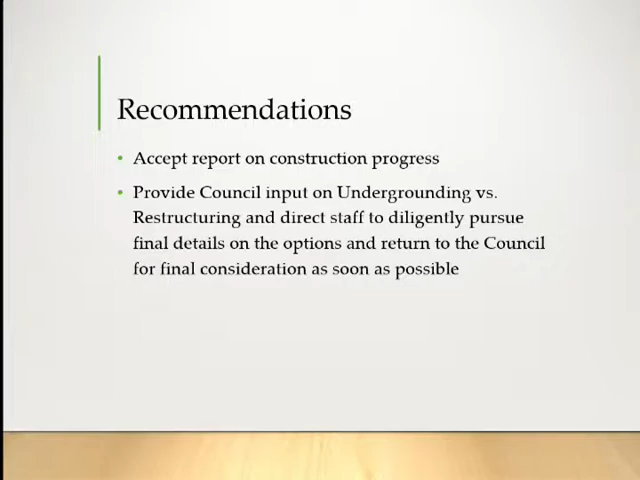 Recommendations
• Accept report on construction progress
• Provide Council input on Undergrounding vs.
Restructuring and direct staff to diligently pursue
final details on the options and return to the Council
for final consideration as soon as possible